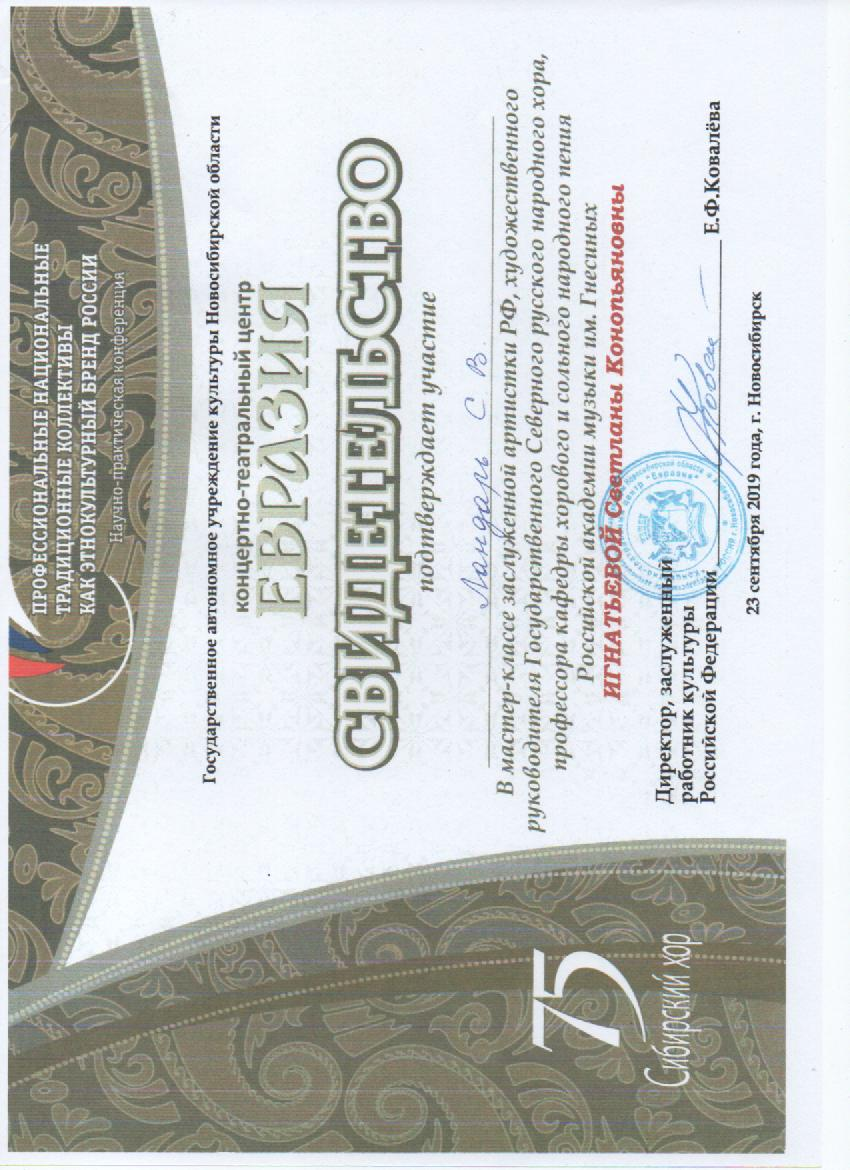 ПРОФЕССИОНАЛЬНЫЕ НАЦИОНАЛЬНЫЕ
ТРАДИЦИОННЫЕ КОЛЛЕКТИВЫ
КАК ЭТНОКУЛЬТУРНЫЙ БРЕНД РОССИИ
Научно-практическая конференция
Государственное автономное учреждение культуры Новосибирской области
концертно-театральный центр
ЕВРАЗИЯ
СВИДЕТЕЛЬСТВО
подтверждает участие
Ландаль С. В.
В мастер-классе заслуженной артистки РФ, художественного
руководителя Государственного Северного русского народного хора,
профессора кафедры хорового и сольного народного пения
Российской академии музыки им. Гнесиных
ИГНАТЬЕВОЙ Светланы Конопьяновны
Директор, заслуженный
работник культуры
Российской Федерации Е.Ф.Ковалёва
23 сентября 2019 года, г. Новосибирск
75
Сибирский хор